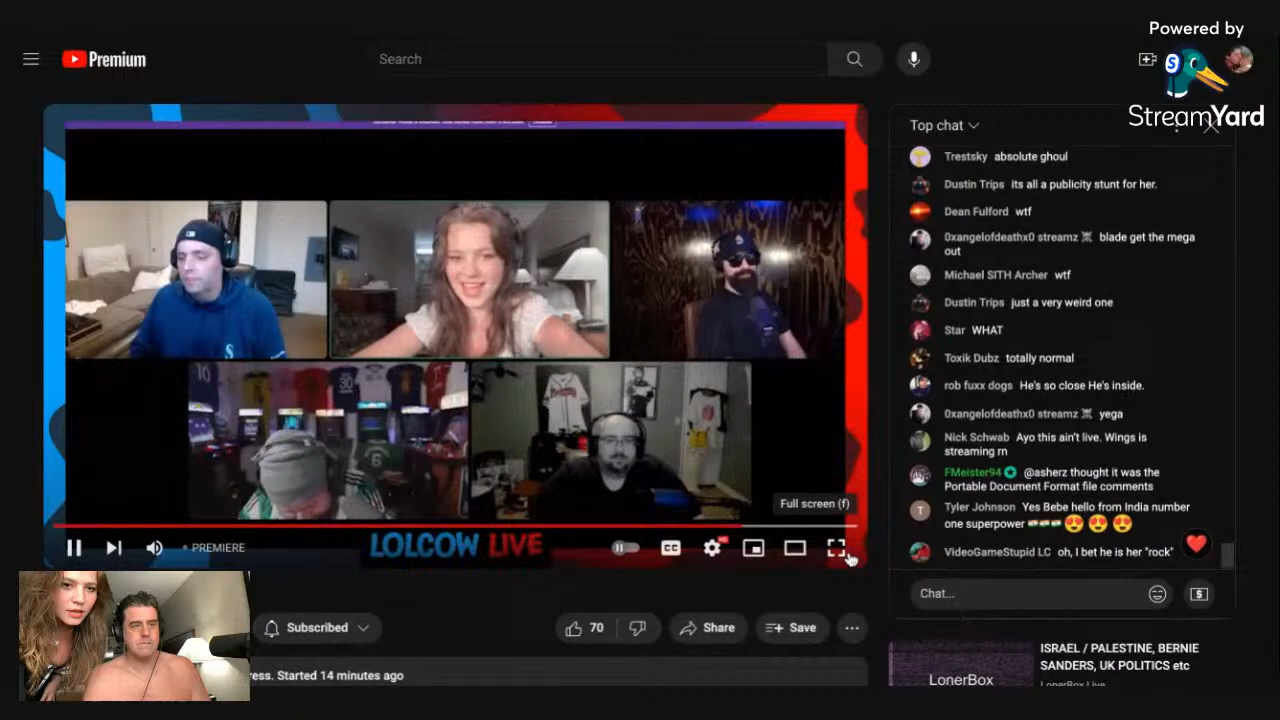 Powered by
StreamYard
Premium
Search
Top chat
Trestsky absolute ghoul
Dustin Trips its all a publicity stunt for her.
Dean Fulford wtf
0xangelofdeathx0 streamz ☠ blade get the mega
out
Michael SITH Archer wtf
Dustin Trips just a very weird one
Star WHAT
Toxik Dubz totally normal
rob fuxx dogs He's so close He's inside.
0xangelofdeathx0 streamz ☠ yega
Nick Schwab Ayo this ain't live. Wings is
streaming rn
FMeister94 @asherz thought it was the
Portable Document Format file comments
Tyler Johnson Yes Bebe hello from India number
one superpower 🇮🇳🇮🇳🇮🇳😍😍😍
VideoGameStupid LC oh, I bet he is her "rock"
Chat...
Full screen (f)
PREMIERE
LOLCOW LIVE
CC
HD
Subscribed
70
Share
Save
ress. Started 14 minutes ago
LonerBox
ISRAEL / PALESTINE, BERNIE
SANDERS, UK POLITICS etc
LonerBox Live